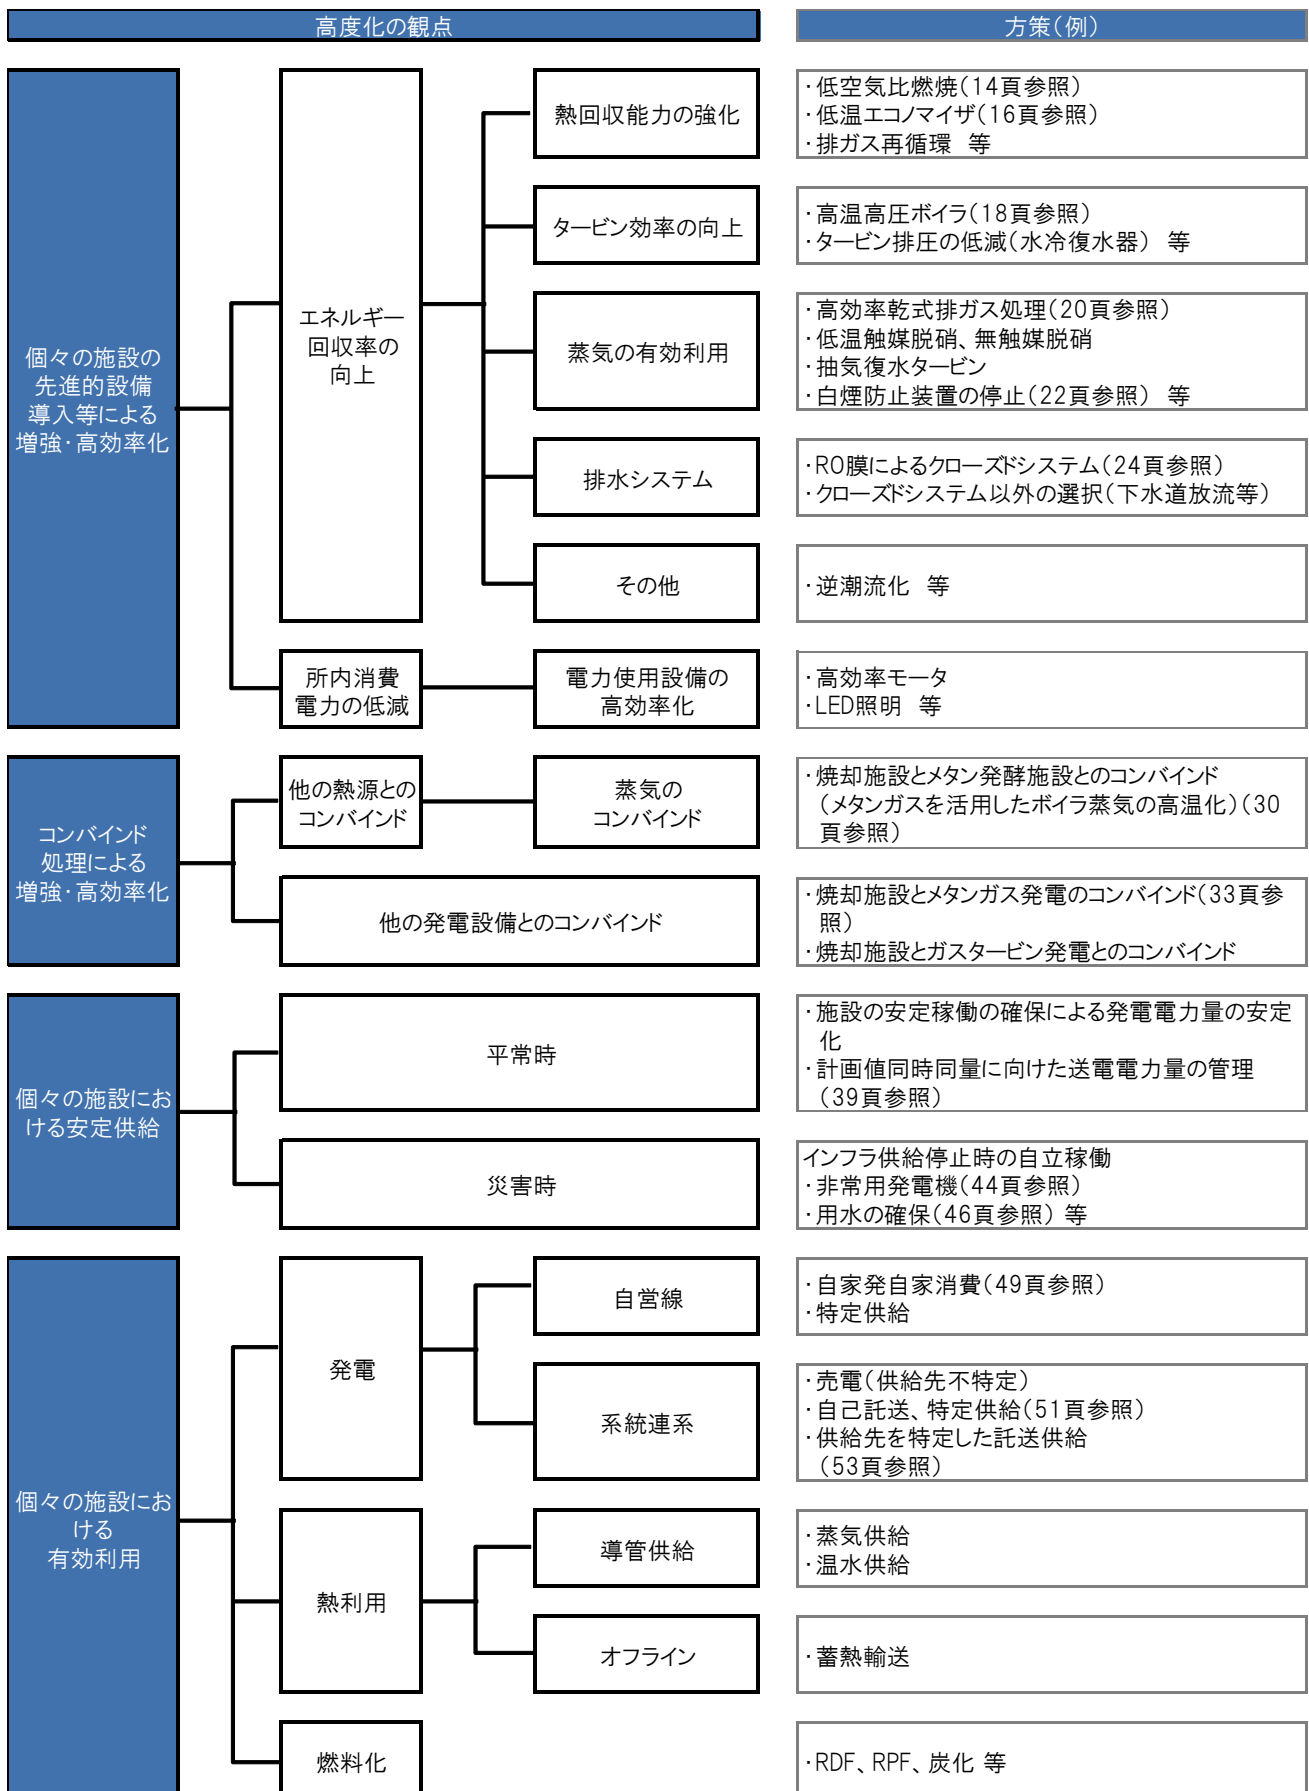 高度化の観点
方策（例）
個々の施設の
先進的設備
導入等による
増強・高効率化
エネルギー
回収率の
向上
熱回収能力の強化
・低空気比燃焼（14頁参照）
・低温エコノマイザ（16頁参照）
・排ガス再循環　等
タービン効率の向上
・高温高圧ボイラ（18頁参照）
・タービン排圧の低減（水冷復水器）　等
蒸気の有効利用
・高効率乾式排ガス処理（20頁参照）
・低温触媒脱硝、無触媒脱硝
・抽気復水タービン
・白煙防止装置の停止（22頁参照）　等
排水システム
・RO膜によるクローズドシステム（24頁参照）
・クローズドシステム以外の選択（下水道放流等）
その他
・逆潮流化　等
所内消費
電力の低減
電力使用設備の
高効率化
・高効率モータ
・LED照明　等
コンバインド
処理による
増強・高効率化
他の熱源との
コンバインド
蒸気の
コンバインド
・焼却施設とメタン発酵施設とのコンバインド
（メタンガスを活用したボイラ蒸気の高温化）（30
頁参照）
他の発電設備とのコンバインド
・焼却施設とメタンガス発電のコンバインド（33頁参
照）
・焼却施設とガスタービン発電とのコンバインド
個々の施設にお
ける安定供給
平常時
・施設の安定稼働の確保による発電電力量の安定
化
・計画値同時同量に向けた送電電力量の管理
（39頁参照）
災害時
インフラ供給停止時の自立稼働
・非常用発電機（44頁参照）
・用水の確保（46頁参照） 等
個々の施設にお
ける
有効利用
発電
自営線
・自家発自家消費（49頁参照）
・特定供給
系統連系
・売電（供給先不特定）
・自己託送、特定供給（51頁参照）
・供給先を特定した託送供給
（53頁参照）
熱利用
導管供給
・蒸気供給
・温水供給
オフライン
・蓄熱輸送
燃料化
・RDF、RPF、炭化 等